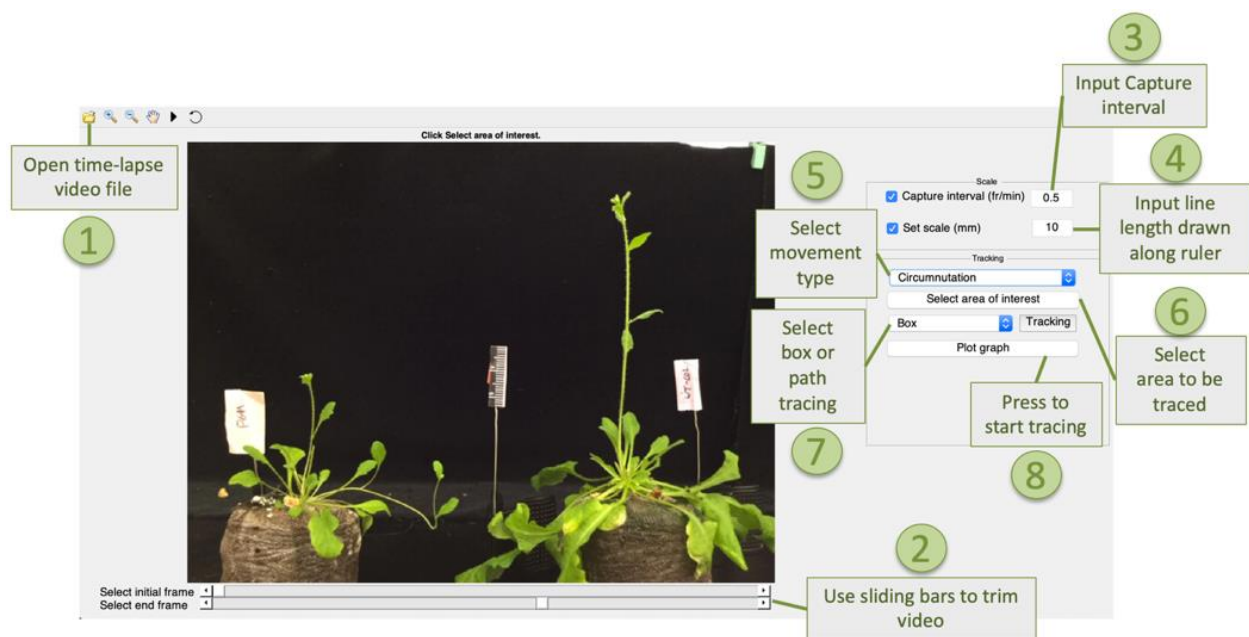 3
Input Capture
interval
Click Select area of interest.
Open time-lapse
video file
1
5
Select
movement
type
Scale
Capture interval (fr/min) 0.5
Set scale (mm) 10
4
Input line
length drawn
along ruler
Tracking
Circumnutation
Select area of interest
Box Tracking
Plot graph
6
Select
area to be
traced
Select
box or
path
tracing
7
Press to
start tracing
8
Select initial frame
Select end frame
2
Use sliding bars to trim
video